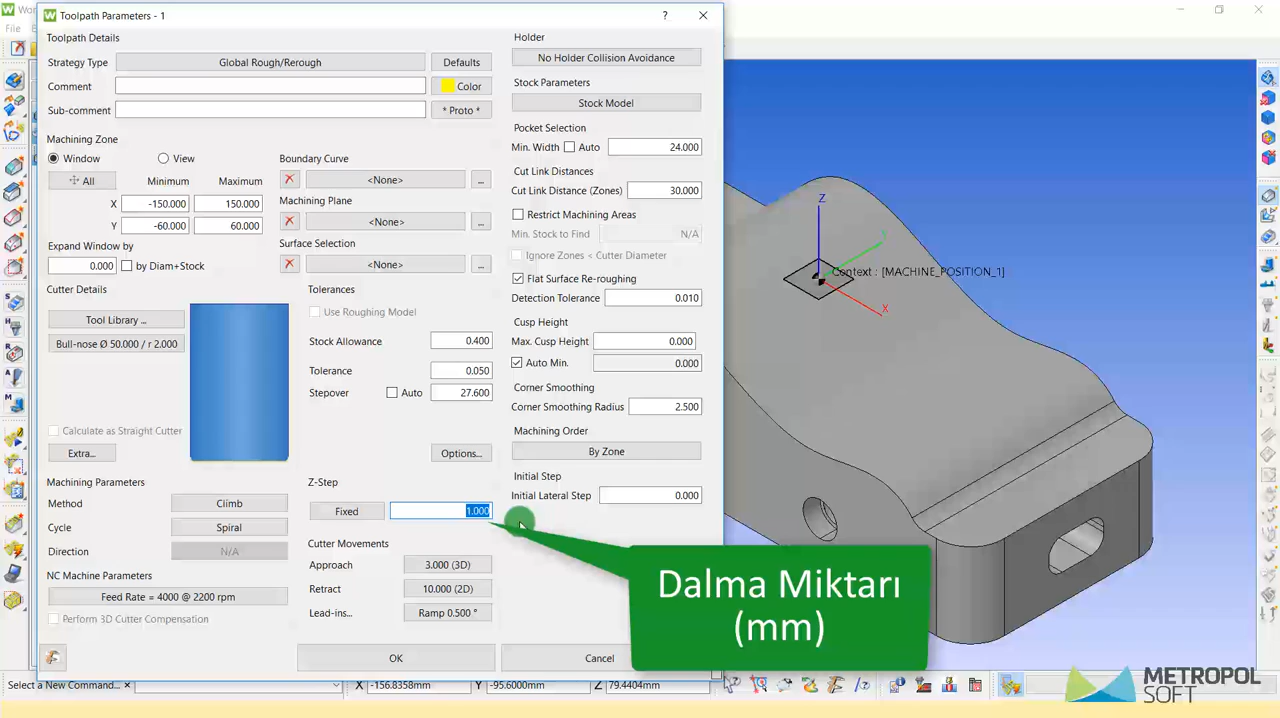 Toolpath Parameters - 1
?
Toolpath Details
Strategy Type
Global Rough/Rerough
Defaults
Comment
Color
Sub-comment
* Proto *
Machining Zone
Window
View
All
Minimum
Maximum
X
-150.000
150.000
Y
-60.000
60.000
Expand Window by
0.000
by Diam+Stock
Boundary Curve
<None>
...
Machining Plane
<None>
...
Surface Selection
<None>
...
Cutter Details
Tool Library ...
Bull-nose Ø 50.000 / r 2.000
Calculate as Straight Cutter
Extra...
Tolerances
Use Roughing Model
Stock Allowance
0.400
Tolerance
0.050
Stepover
Auto
27.600
Options...
Machining Parameters
Method
Climb
Cycle
Spiral
Direction
N/A
NC Machine Parameters
Feed Rate = 4000 @ 2200 rpm
Perform 3D Cutter Compensation
Z-Step
Fixed
1.000
Cutter Movements
Approach
3.000 (3D)
Retract
10.000 (2D)
Lead-ins...
Ramp 0.500 °
Holder
No Holder Collision Avoidance
Stock Parameters
Stock Model
Pocket Selection
Min. Width
Auto
24.000
Cut Link Distances
Cut Link Distance (Zones)
30.000
Restrict Machining Areas
Min. Stock to Find
N/A
Ignore Zones < Cutter Diameter
Flat Surface Re-roughing
Detection Tolerance
0.010
Cusp Height
Max. Cusp Height
0.000
Auto Min.
0.000
Corner Smoothing
Corner Smoothing Radius
2.500
Machining Order
By Zone
Initial Step
Initial Lateral Step
0.000
OK
Cancel
Dalma Miktarı
(mm)
Z
Y
Context : [MACHINE_POSITION_1]
X
File
Select a New Command...
X
-156.8358mm
Y
-95.6000mm
Z
79.4404mm
METROPOL
SOFT